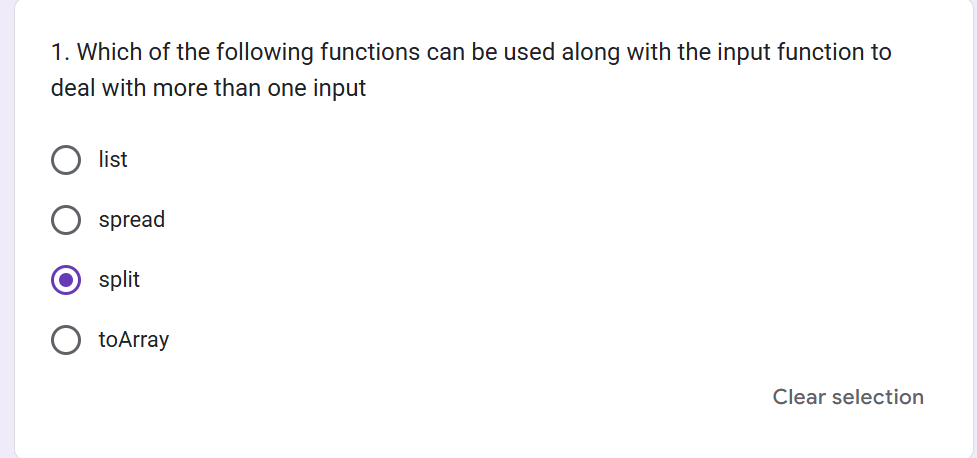 1. Which of the following functions can be used along with the input function to
deal with more than one input
list
spread
split
toArray
Clear selection